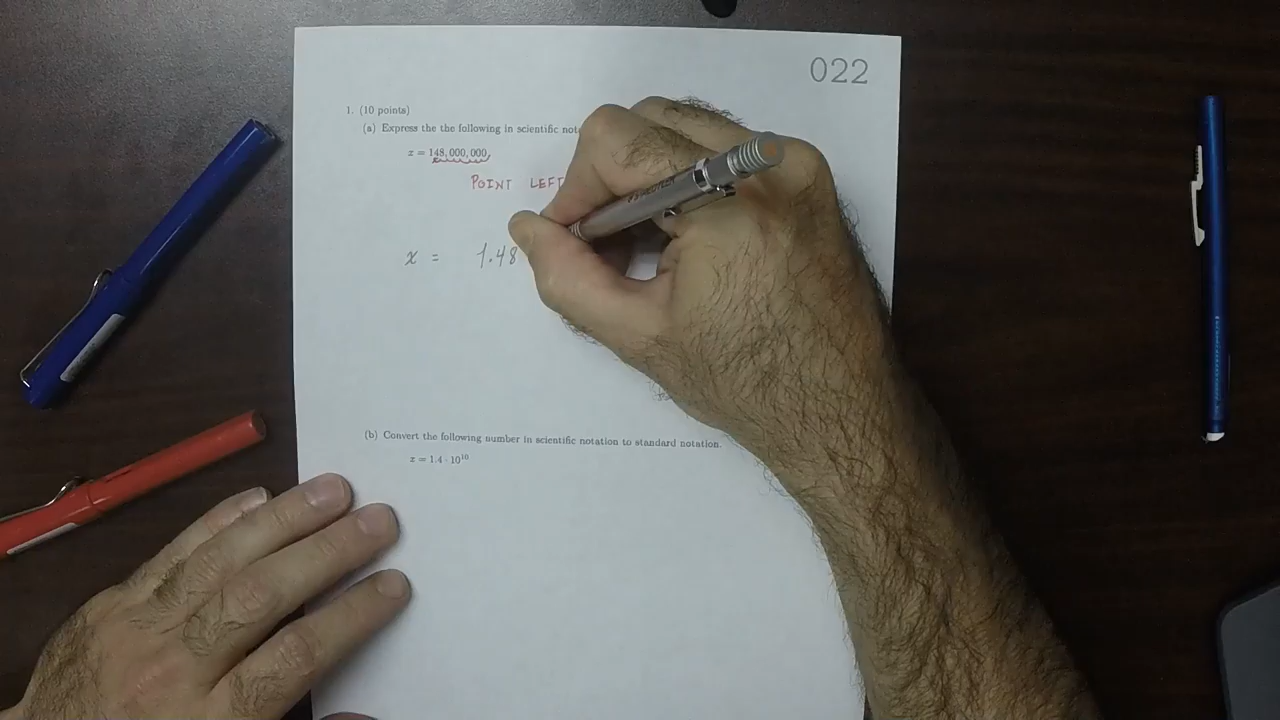 022
1. (10 points)
(a) Express the the following in scientific
x = 148,000,000
POINT LEFT
x = 1.48
(b) Convert the following number in scientific notation to standard notation.
x = 1.4 · 10¹⁰